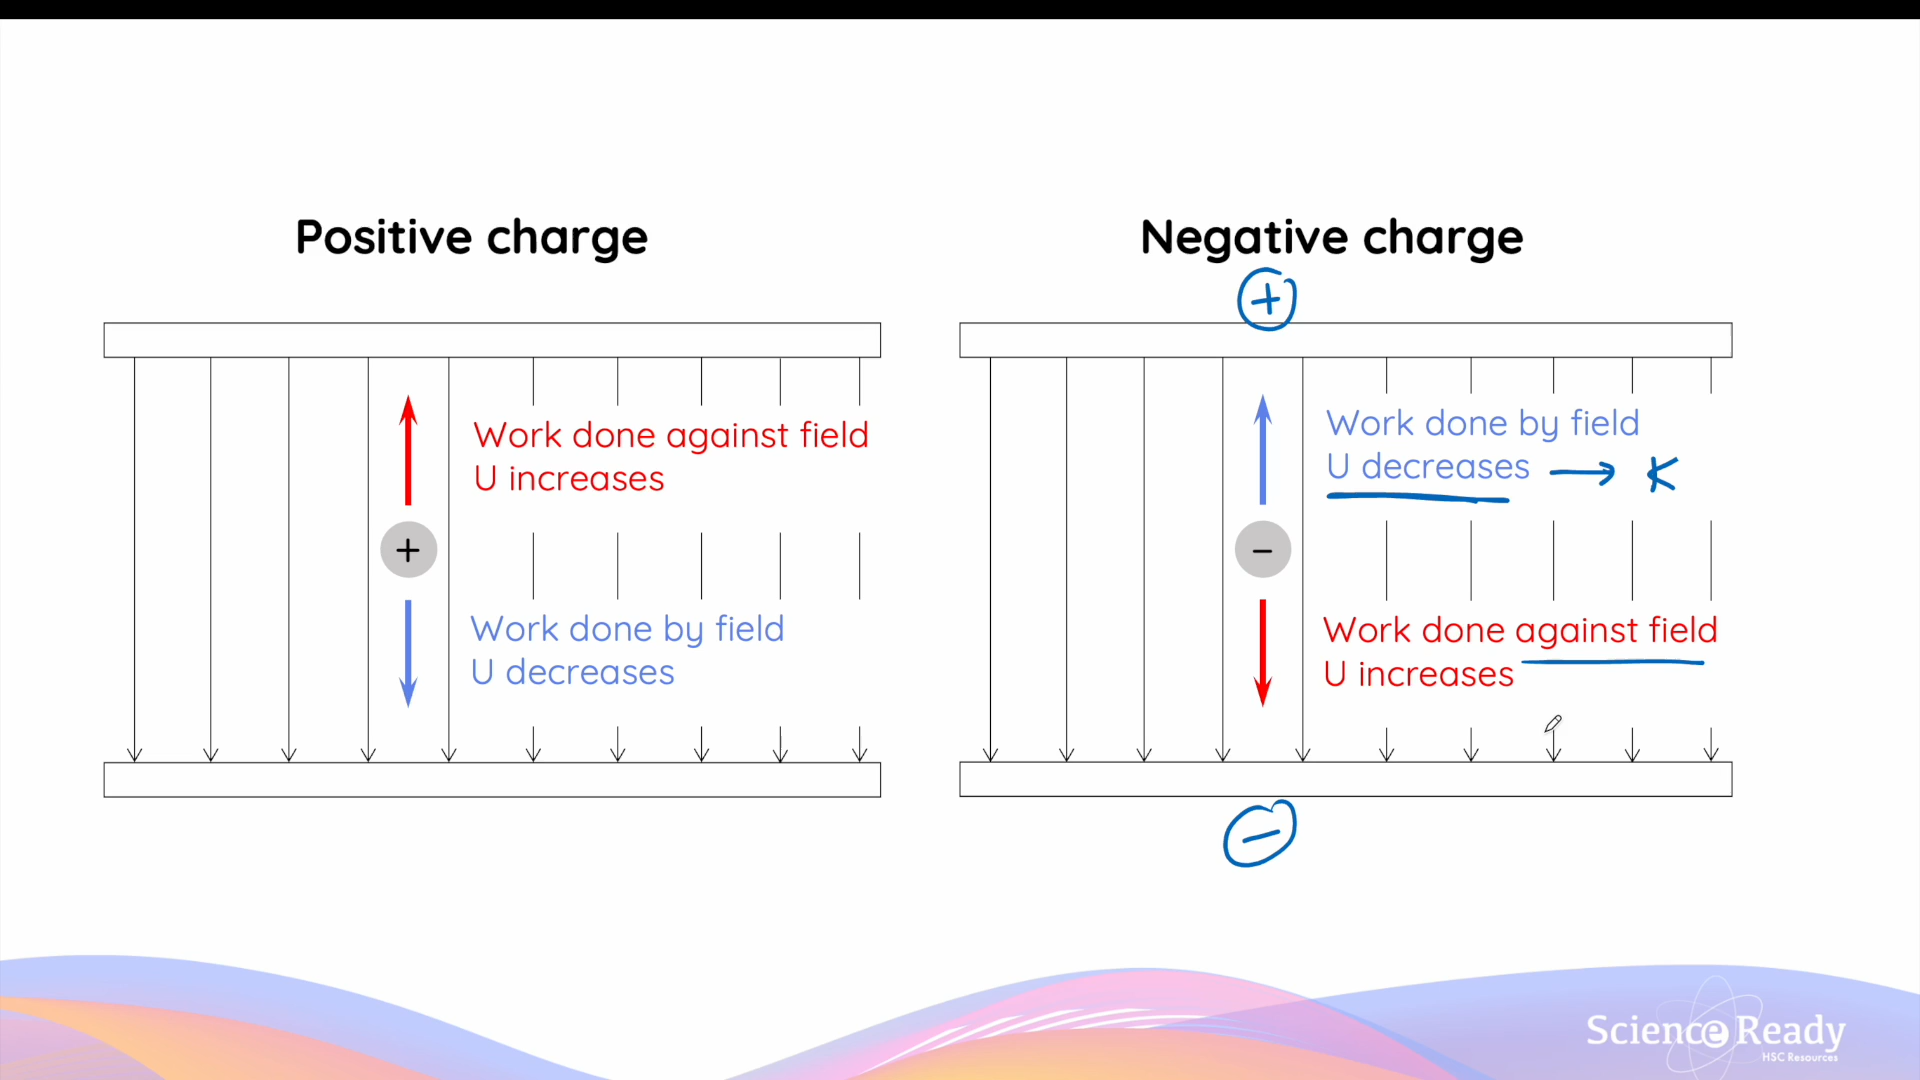 Positive charge
Work done against field
U increases
+
Work done by field
U decreases
Negative charge
+
Work done by field
U decreases → K
−
Work done against field
U increases
−
Science Ready
HSC Resources